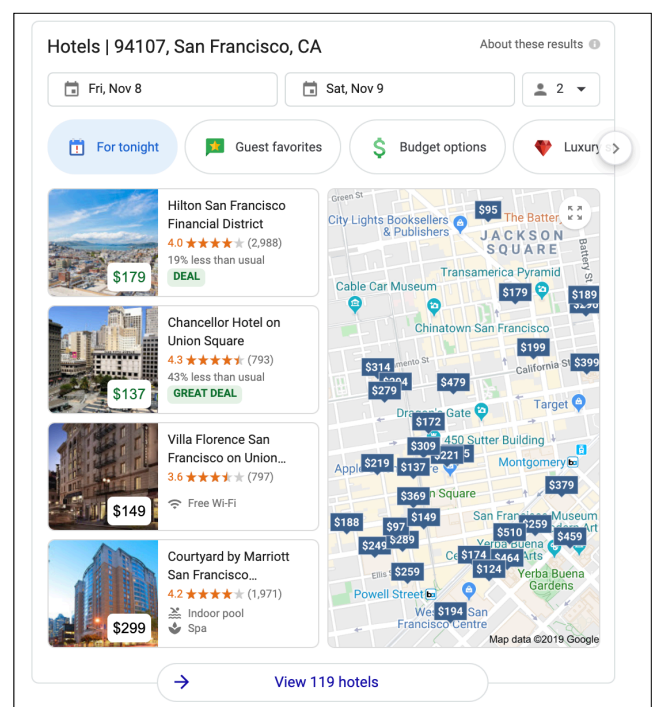 Hotels | 94107, San Francisco, CA
About these results
Fri, Nov 8
Sat, Nov 9
2
For tonight
Guest favorites
Budget options
Luxury
Hilton San Francisco
Financial District
4.0 (2,988)
19% less than usual
DEAL
$179
Chancellor Hotel on
Union Square
4.3 (793)
43% less than usual
GREAT DEAL
$137
Villa Florence San
Francisco on Union...
3.6 (797)
Free Wi-Fi
$149
Courtyard by Marriott
San Francisco...
4.2 (1,971)
Indoor pool
Spa
$299
Green St
$95
City Lights Booksellers
& Publishers
The Batter
JACKSON
SQUARE
Battery St
Transamerica Pyramid
Cable Car Museum
$179
$189
Chinatown San Francisco
$199
California St
$399
$314
$279
$479
Target
Dragon's Gate
$172
450 Sutter Building
$309
$221
$219
$137
Montgomery
$379
$369
$149
$188
$97
$289
$249
San Francisco Museum
$259
$510
$459
Yerba Buena
$174
$464
Arts
$124
Ellis
$259
Yerba Buena
Gardens
Powell Street
$194
San
Francisco Centre
Map data ©2019 Google
View 119 hotels